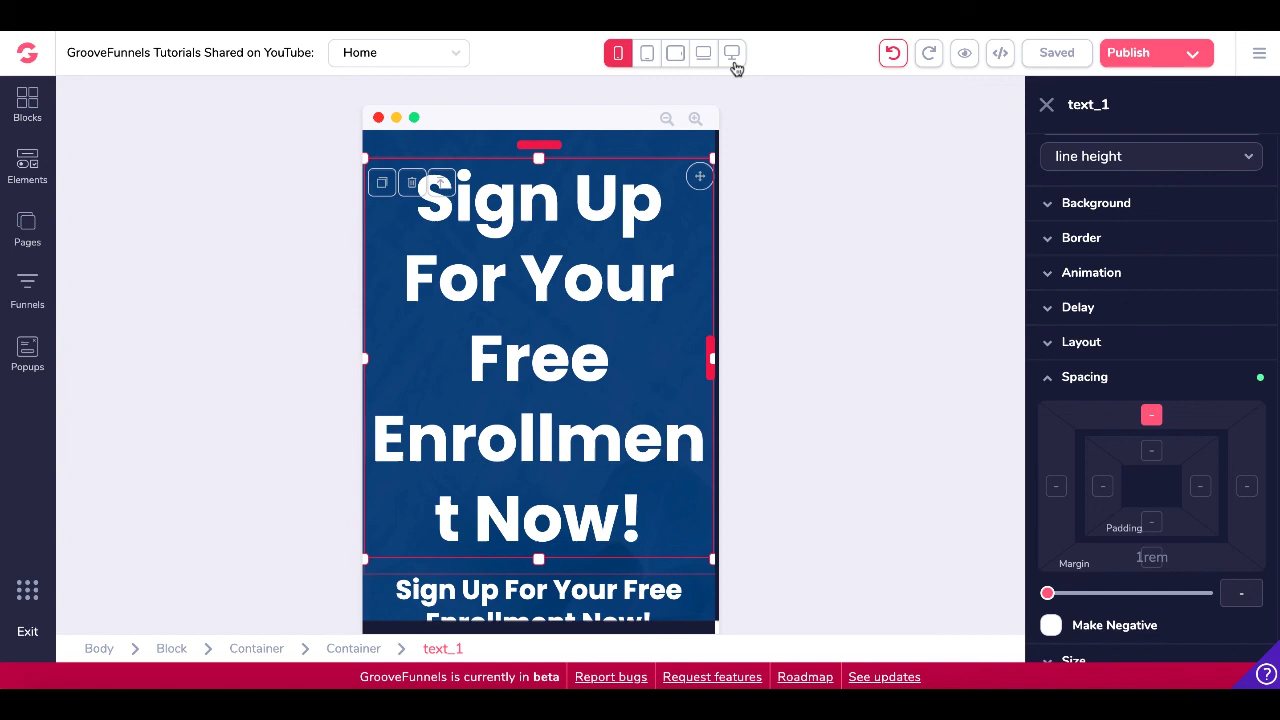 GrooveFunnels Tutorials Shared on YouTube:
Home
Saved
Publish
Blocks
Elements
Pages
Funnels
Popups
Exit
Sign Up
For Your
Free
Enrollmen
t Now!
Sign Up For Your Free
Enrollment Now!
text_1
line height
Background
Border
Animation
Delay
Layout
Spacing
-
-
-
-
-
-
-
Padding
1rem
Margin
-
Make Negative
Size
Body
Block
Container
Container
text_1
GrooveFunnels is currently in beta
Report bugs
Request features
Roadmap
See updates
?